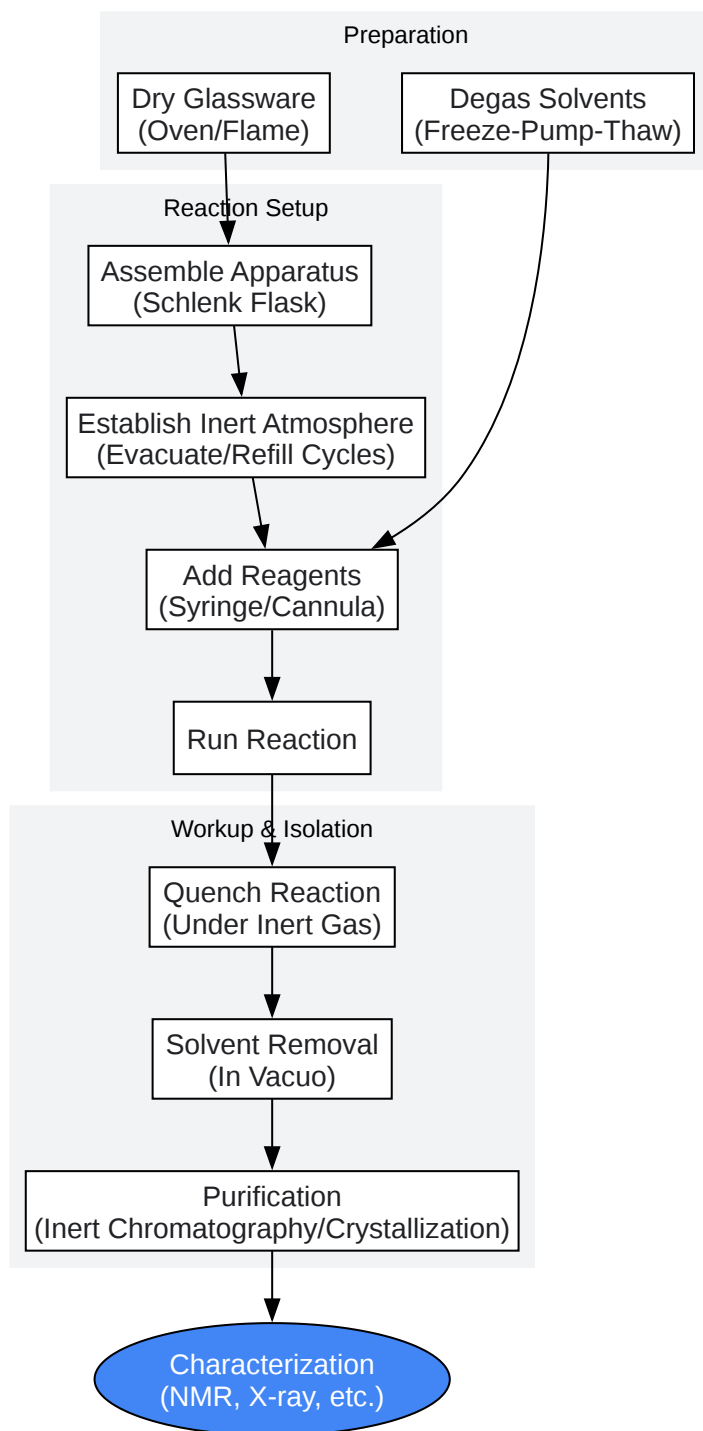 Preparation
Dry Glassware
(Oven/Flame)
Degas Solvents
(Freeze-Pump-Thaw)
Reaction Setup
Assemble Apparatus
(Schlenk Flask)
Establish Inert Atmosphere
(Evacuate/Refill Cycles)
Add Reagents
(Syringe/Cannula)
Run Reaction
Workup & Isolation
Quench Reaction
(Under Inert Gas)
Solvent Removal
(In Vacuo)
Purification
(Inert Chromatography/Crystallization)
Characterization
(NMR, X-ray, etc.)